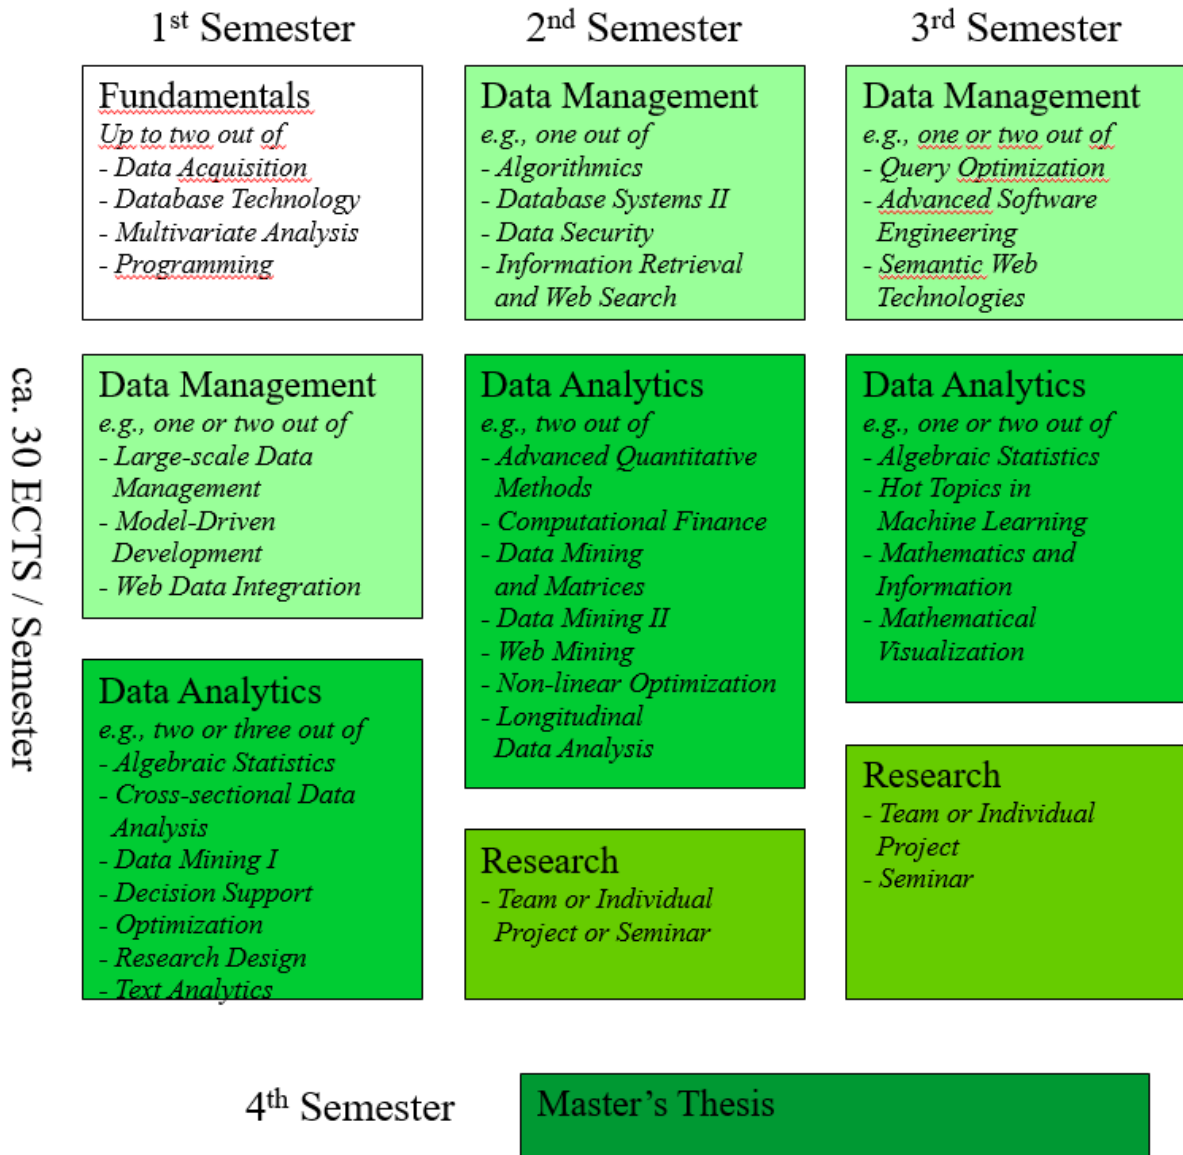 1st Semester
Fundamentals
Up to two out of
- Data Acquisition
- Database Technology
- Multivariate Analysis
- Programming
Data Management
e.g., one or two out of
- Large-scale Data
Management
- Model-Driven
Development
- Web Data Integration
Data Analytics
e.g., two or three out of
- Algebraic Statistics
- Cross-sectional Data
Analysis
- Data Mining I
- Decision Support
- Optimization
- Research Design
- Text Analytics
2nd Semester
Data Management
e.g., one out of
- Algorithmics
- Database Systems II
- Data Security
- Information Retrieval
and Web Search
Data Analytics
e.g., two out of
- Advanced Quantitative
Methods
- Computational Finance
- Data Mining
and Matrices
- Data Mining II
- Web Mining
- Non-linear Optimization
- Longitudinal
Data Analysis
Research
- Team or Individual
Project or Seminar
3rd Semester
Data Management
e.g., one or two out of
- Query Optimization
- Advanced Software
Engineering
- Semantic Web
Technologies
Data Analytics
e.g., one or two out of
- Algebraic Statistics
- Hot Topics in
Machine Learning
- Mathematics and
Information
- Mathematical
Visualization
Research
- Team or Individual
Project
- Seminar
ca. 30 ECTS / Semester
4th Semester
Master’s Thesis